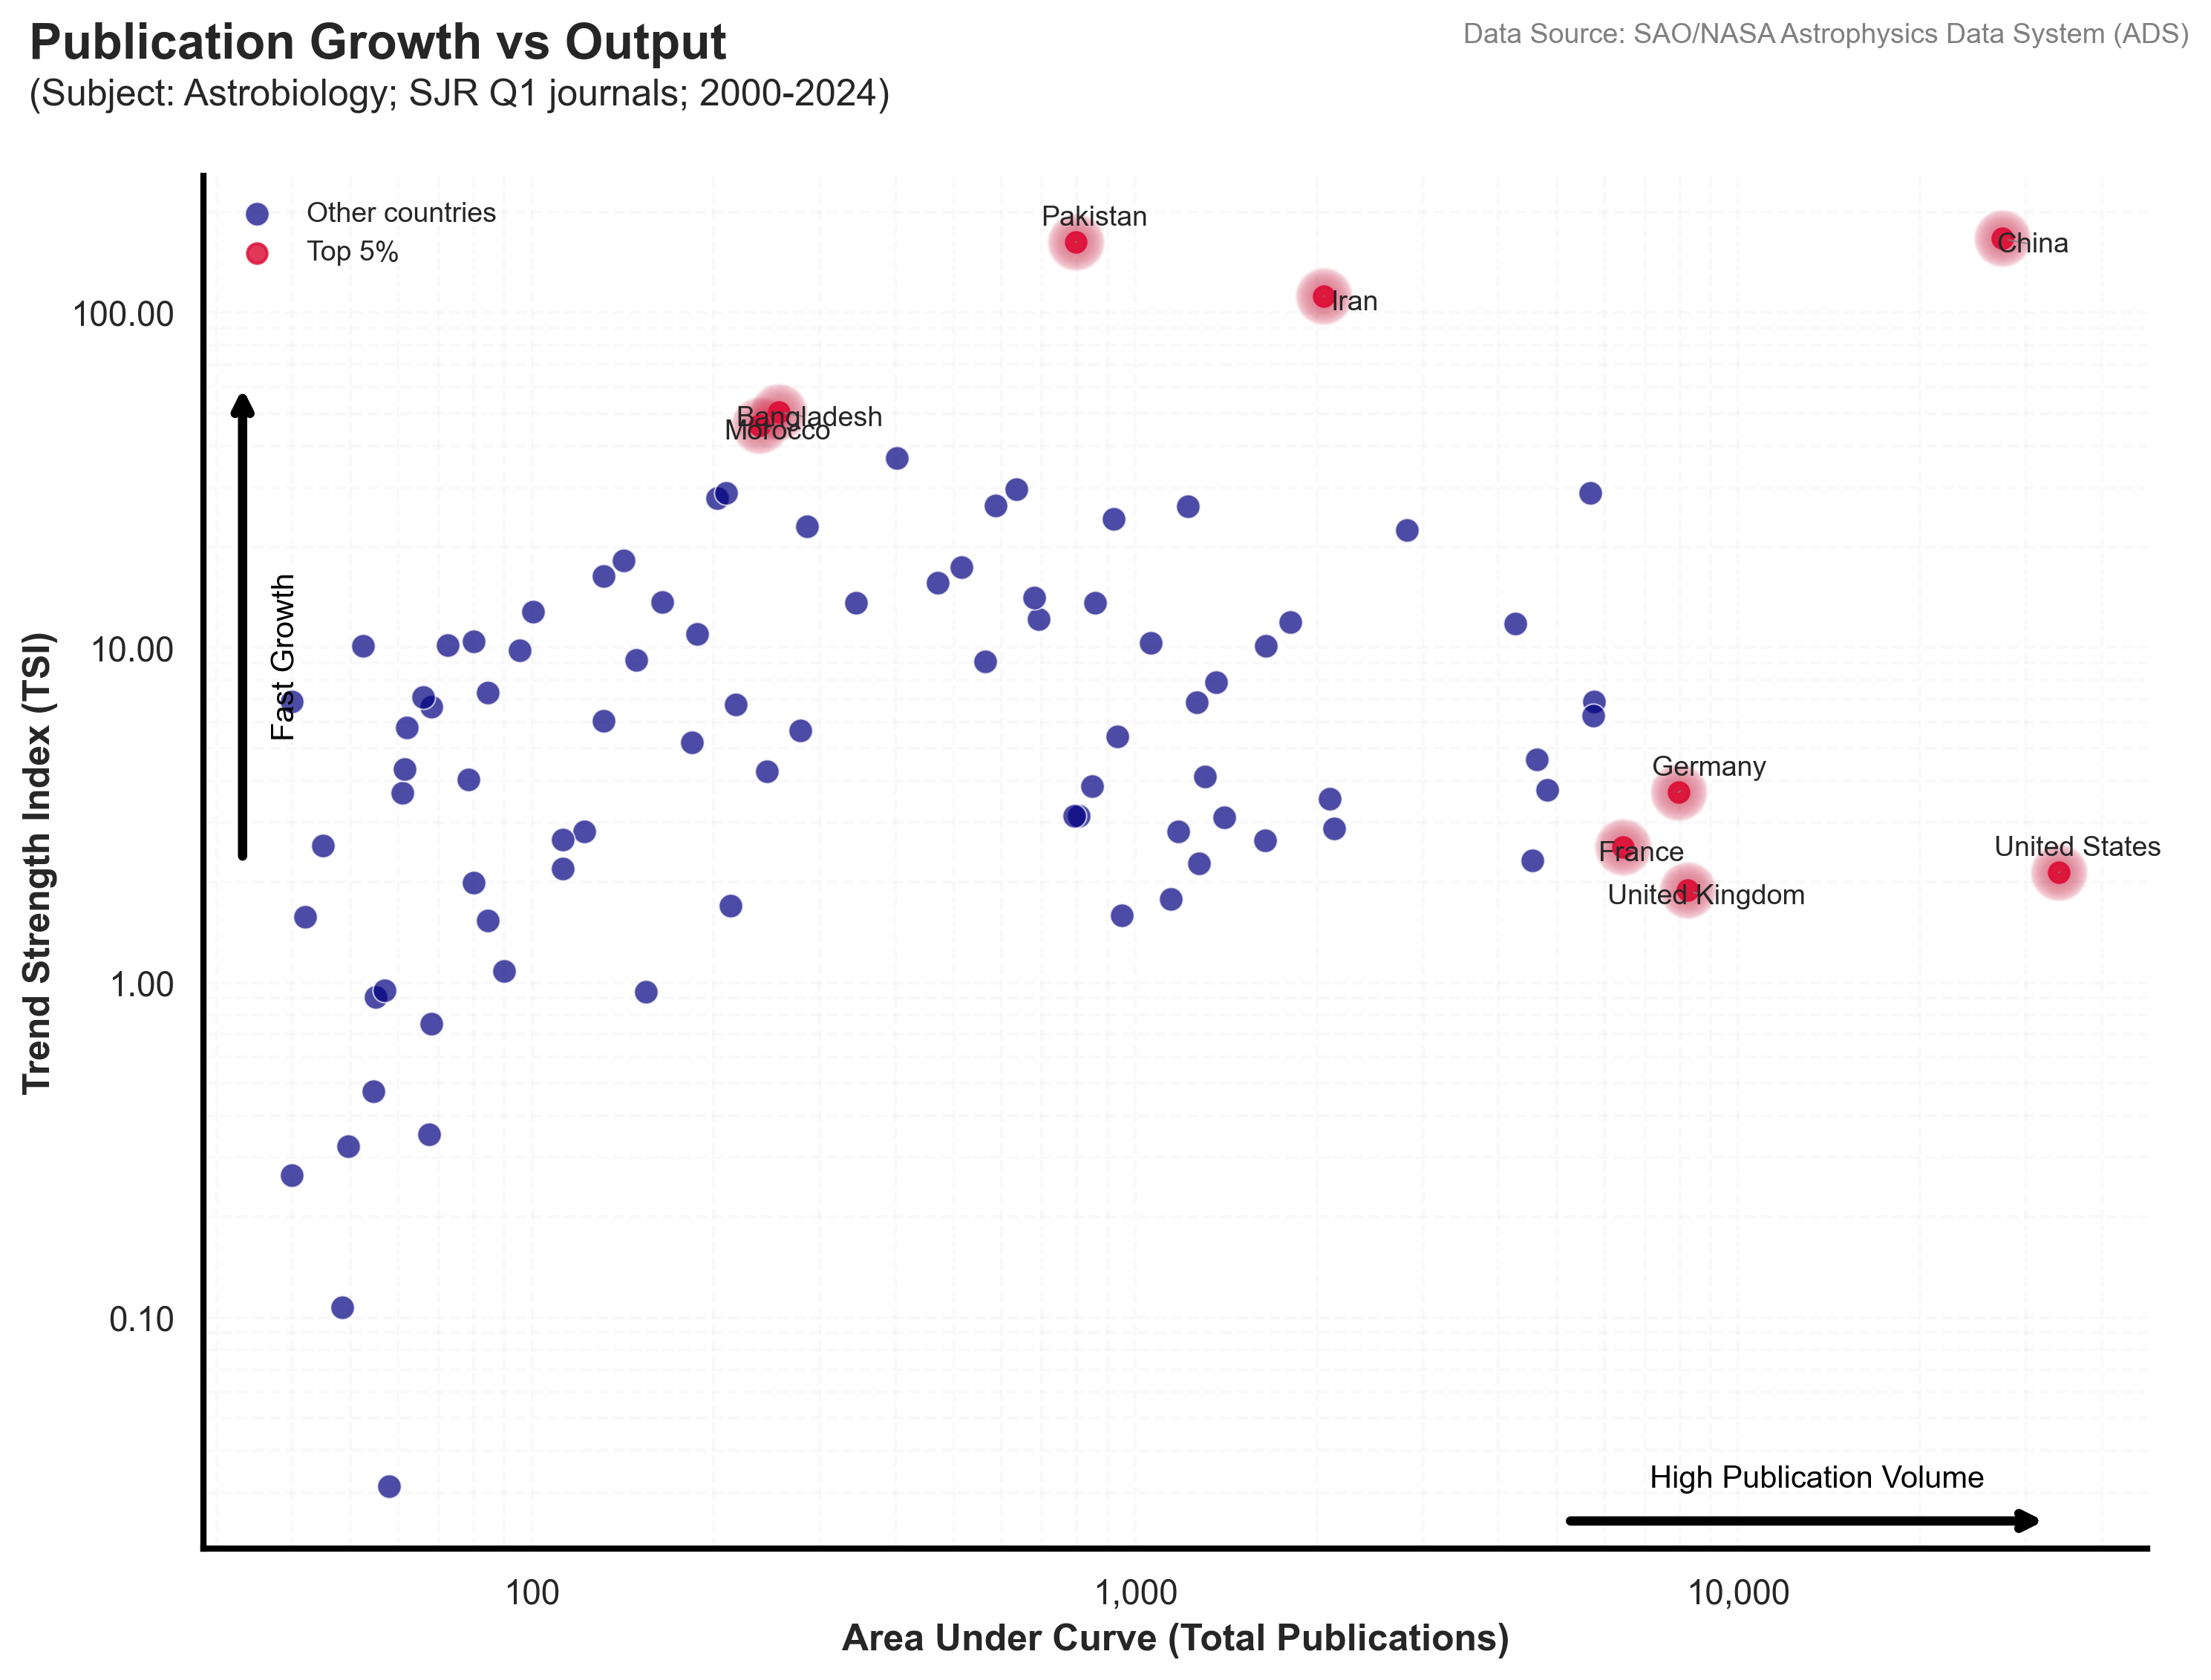 Publication Growth vs Output
(Subject: Astrobiology; SJR Q1 journals; 2000-2024)
Data Source: SAO/NASA Astrophysics Data System (ADS)
Other countries
Top 5%
Pakistan
China
Iran
Bangladesh
Morocco
Germany
France
United States
United Kingdom
Fast Growth
High Publication Volume
Trend Strength Index (TSI)
100.00
10.00
1.00
0.10
100
1,000
10,000
Area Under Curve (Total Publications)